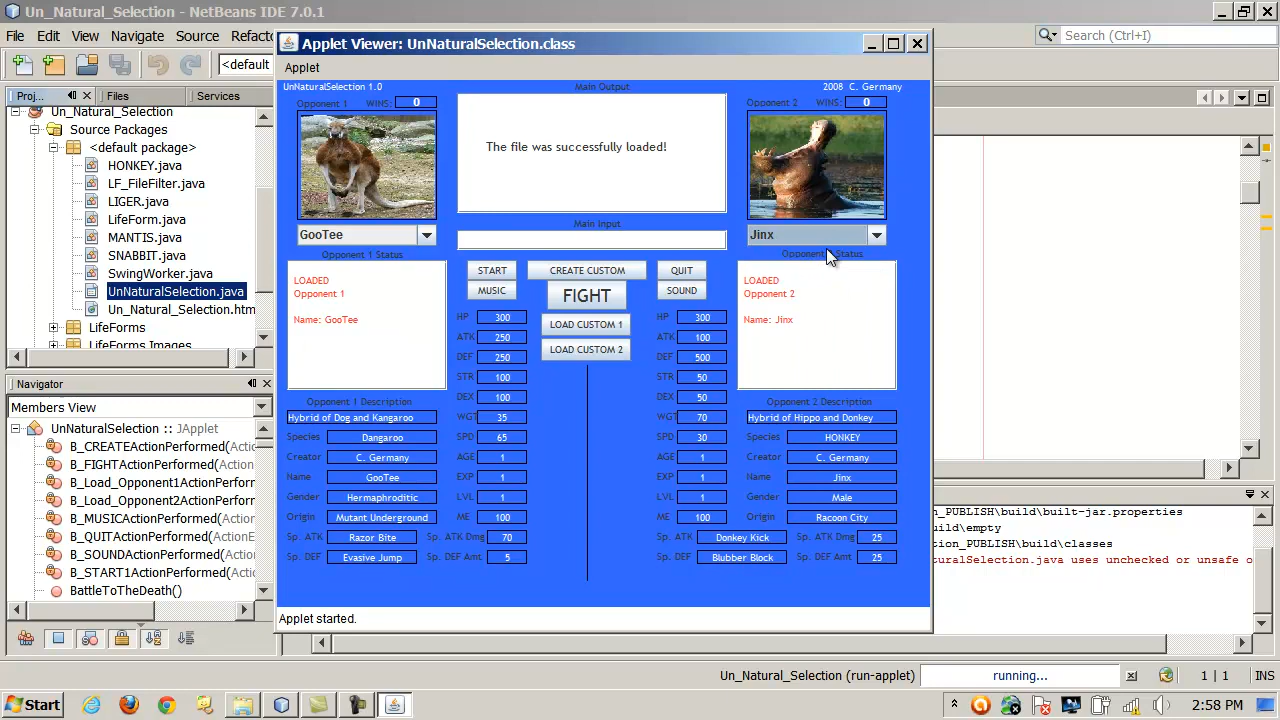 Un_Natural_Selection - NetBeans IDE 7.0.1
File Edit View Navigate Source Refact
Search (Ctrl+I)
<default
Proj... Files Services
Un_Natural_Selection
Source Packages
<default package>
HONKEY.java
LF_FileFilter.java
LIGER.java
LifeForm.java
MANTIS.java
SNABBIT.java
SwingWorker.java
UnNaturalSelection.java
Un_Natural_Selection.htm
LifeForms
LifeForms Images
Navigator
Members View
UnNaturalSelection :: JApplet
B_CREATEActionPerformed(Actio
B_FIGHTActionPerformed(Action
B_Load_Opponent1ActionPerfor
B_Load_Opponent2ActionPerfor
B_MUSICActionPerformed(Action
B_QUITActionPerformed(Action
B_SOUNDActionPerformed(Actio
B_START1ActionPerformed(Actio
BattleToTheDeath()
Applet Viewer: UnNaturalSelection.class
Applet
UnNaturalSelection 1.0
Main Output
2008 C. Germany
Opponent 1 WINS: 0
Opponent 2 WINS: 0
The file was successfully loaded!
Main Input
GooTee
Jinx
Opponent 1 Status
Status
LOADED
Opponent 1
Name: GooTee
START
CREATE CUSTOM
QUIT
MUSIC
FIGHT
SOUND
LOAD CUSTOM 1
LOAD CUSTOM 2
LOADED
Opponent 2
Name: Jinx
HP 300
ATK 250
DEF 250
STR 100
DEX 100
WGT 35
SPD 65
AGE 1
EXP 1
LVL 1
ME 100
HP 300
ATK 100
DEF 500
STR 50
DEX 50
WGT 70
SPD 30
AGE 1
EXP 1
LVL 1
ME 100
Opponent 1 Description
Hybrid of Dog and Kangaroo
Species Dangaroo
Creator C. Germany
Name GooTee
Gender Hermaphroditic
Origin Mutant Underground
Sp. ATK Razor Bite Sp. ATK Dmg 70
Sp. DEF Evasive Jump Sp. DEF Amt 5
Opponent 2 Description
Hybrid of Hippo and Donkey
Species HONKEY
Creator C. Germany
Name Jinx
Gender Male
Origin Racoon City
Sp. ATK Donkey Kick Sp. ATK Dmg 25
Sp. DEF Blubber Block Sp. DEF Amt 25
Applet started.
n_PUBLISH\build\built-jar.properties
n_PUBLISH\build\empty
ction_PUBLISH\build\classes
uralSelection.java uses unchecked or unsafe o
Un_Natural_Selection (run-applet) running... 1 | 1 INS
Start
2:58 PM